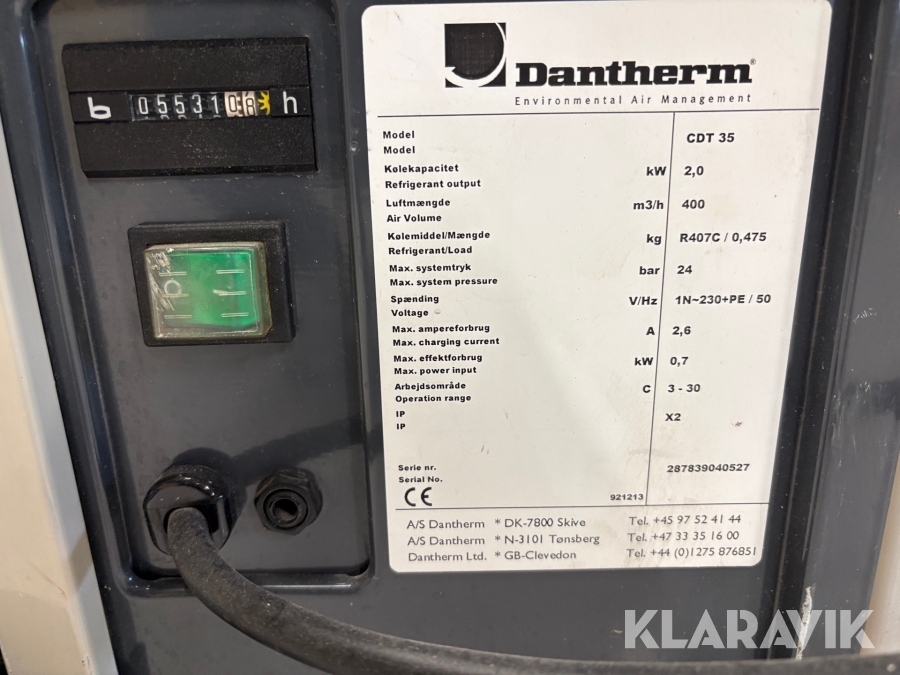 05531 h
Dantherm®
Environmental Air Management
Model CDT 35
Model
Kølekapacitet kW 2,0
Refrigerant output
Luftmængde m3/h 400
Air Volume
Kølemiddel/Mængde kg R407C / 0,475
Refrigerant/Load
Max. systemtryk bar 24
Max. system pressure
Spænding V/Hz 1N~230+PE / 50
Voltage
Max. ampereforbrug A 2,6
Max. charging current
Max. effektforbrug kW 0,7
Max. power input
Arbejdsområde C 3 - 30
Operation range
IP X2
IP
Serie nr. 287839040527
Serial No.
CE 921213
A/S Dantherm * DK-7800 Skive Tel. +45 97 52 41 44
A/S Dantherm * N-3101 Tønsberg Tel. +47 33 35 16 00
Dantherm Ltd. * GB-Clevedon Tel. +44 (0)1275 876851
KLARAVIK